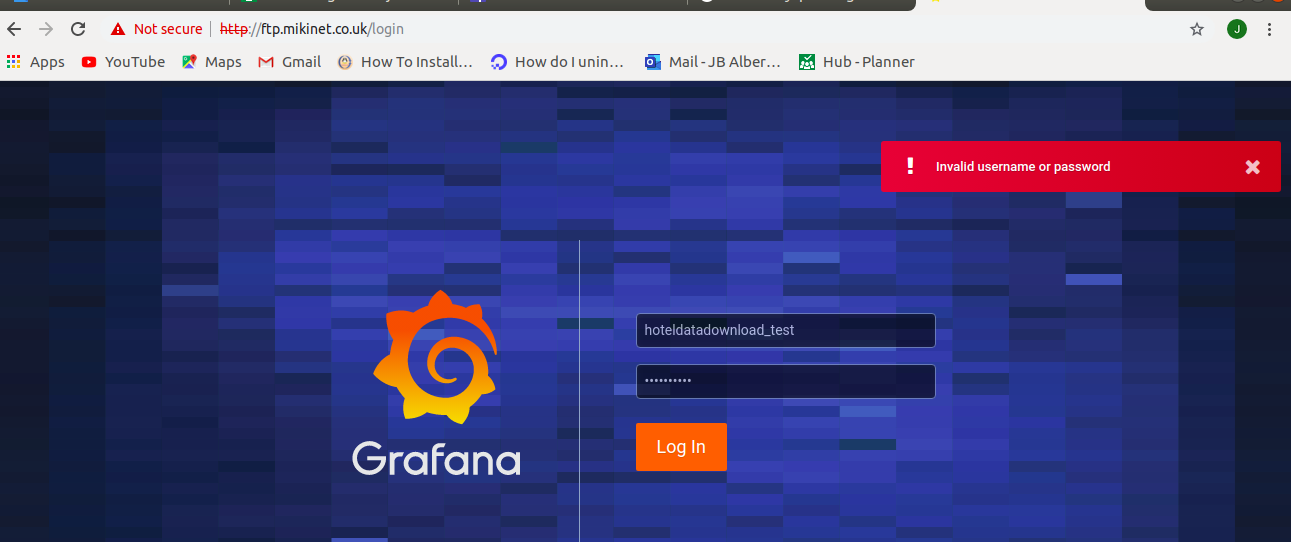 Not secure http://ftp.mikinet.co.uk/login J
Apps YouTube Maps Gmail How To Install... How do I unin... Mail - JB Alber... Hub - Planner
Invalid username or password
hoteldatadownload_test
••••••••••
Log In
Grafana